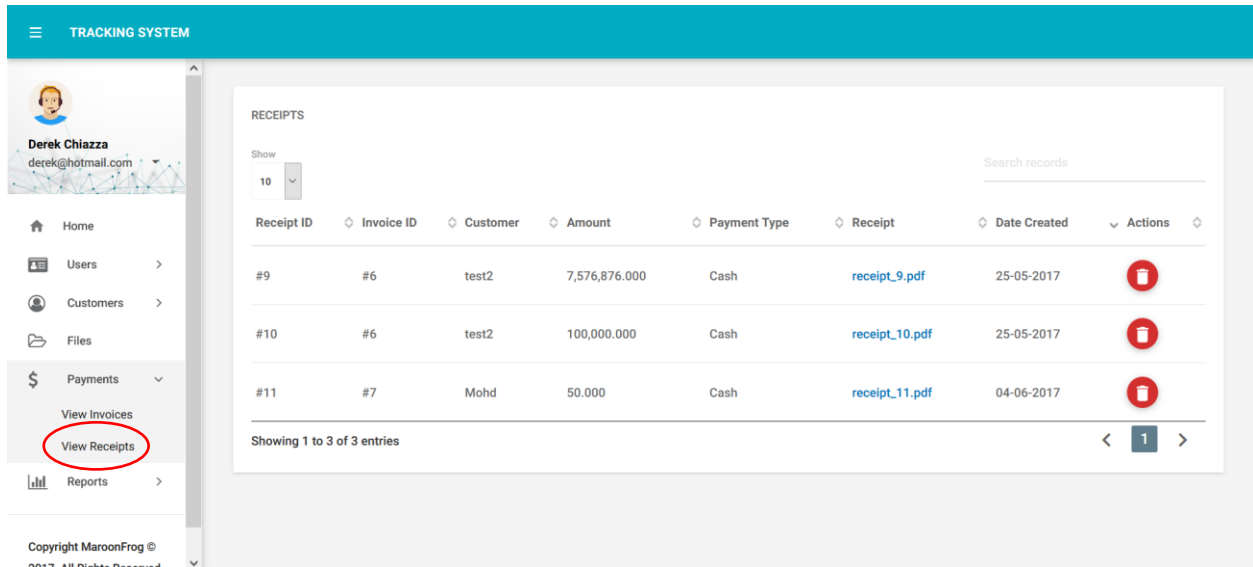 TRACKING SYSTEM
Derek Chiazza
derek@hotmail.com
Home
Users
Customers
Files
Payments
View Invoices
View Receipts
Reports
Copyright MaroonFrog ©
2017. All Rights Reserved
RECEIPTS
Show
10
Search records
Receipt ID Invoice ID Customer Amount Payment Type Receipt Date Created Actions
#9 #6 test2 7,576,876.000 Cash receipt_9.pdf 25-05-2017
#10 #6 test2 100,000.000 Cash receipt_10.pdf 25-05-2017
#11 #7 Mohd 50.000 Cash receipt_11.pdf 04-06-2017
Showing 1 to 3 of 3 entries
1